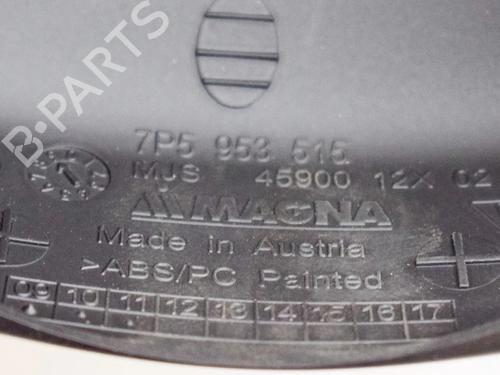 B-PARTS
7P5 953 515
MJS 45900 12X 02
MAGNA
Made in Austria
>ABS/PC Painted
09 10 11 12 13 14 15 16 17